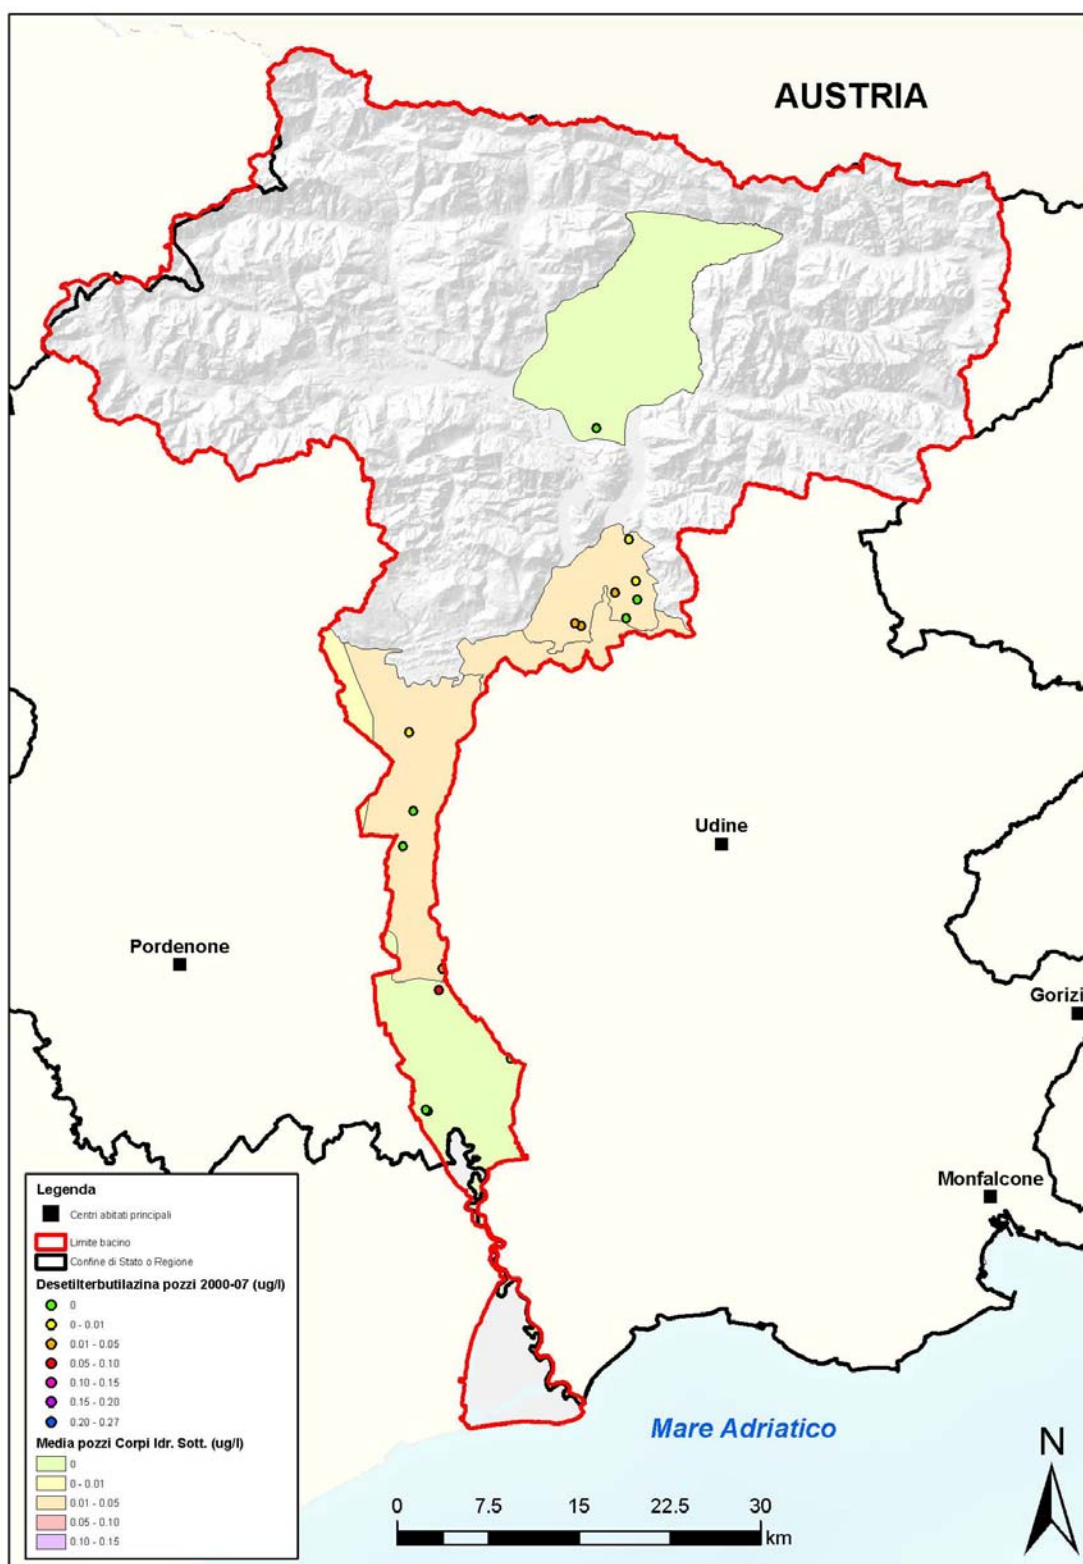 AUSTRIA
Udine
Pordenone
Gorizi
Monfalcone
Mare Adriatico
Legenda
Centri abitati principali
Limite bacino
Confine di Stato o Regione
Desetilterbutilazina pozzi 2000-07 (ug/l)
0
0 - 0.01
0.01 - 0.05
0.05 - 0.10
0.10 - 0.15
0.15 - 0.20
0.20 - 0.27
Media pozzi Corpi Idr. Sott. (ug/l)
0
0 - 0.01
0.01 - 0.05
0.05 - 0.10
0.10 - 0.15
0 7.5 15 22.5 30
km
N